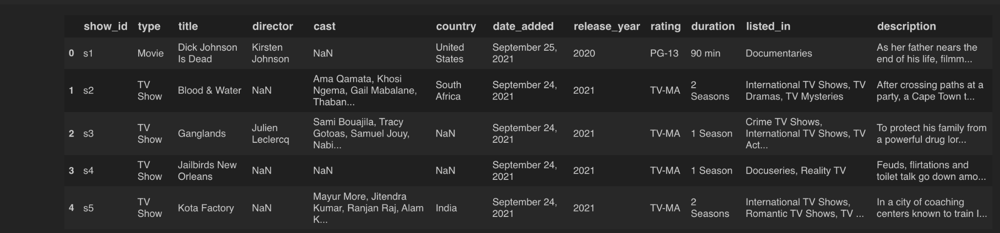 show_id type title director cast country date_added release_year rating duration listed_in description
0 s1 Movie Dick Johnson Is Dead Kirsten Johnson NaN United States September 25, 2021 2020 PG-13 90 min Documentaries As her father nears the end of his life, filmm...
1 s2 TV Show Blood & Water NaN Ama Qamata, Khosi Ngema, Gail Mabalane, Thaban... South Africa September 24, 2021 2021 TV-MA 2 Seasons International TV Shows, TV Dramas, TV Mysteries After crossing paths at a party, a Cape Town t...
2 s3 TV Show Ganglands Julien Leclercq Sami Bouajila, Tracy Gotoas, Samuel Jouy, Nabi... NaN September 24, 2021 2021 TV-MA 1 Season Crime TV Shows, International TV Shows, TV Act... To protect his family from a powerful drug lor...
3 s4 TV Show Jailbirds New Orleans NaN NaN NaN September 24, 2021 2021 TV-MA 1 Season Docuseries, Reality TV Feuds, flirtations and toilet talk go down amo...
4 s5 TV Show Kota Factory NaN Mayur More, Jitendra Kumar, Ranjan Raj, Alam K... India September 24, 2021 2021 TV-MA 2 Seasons International TV Shows, Romantic TV Shows, TV ... In a city of coaching centers known to train I...